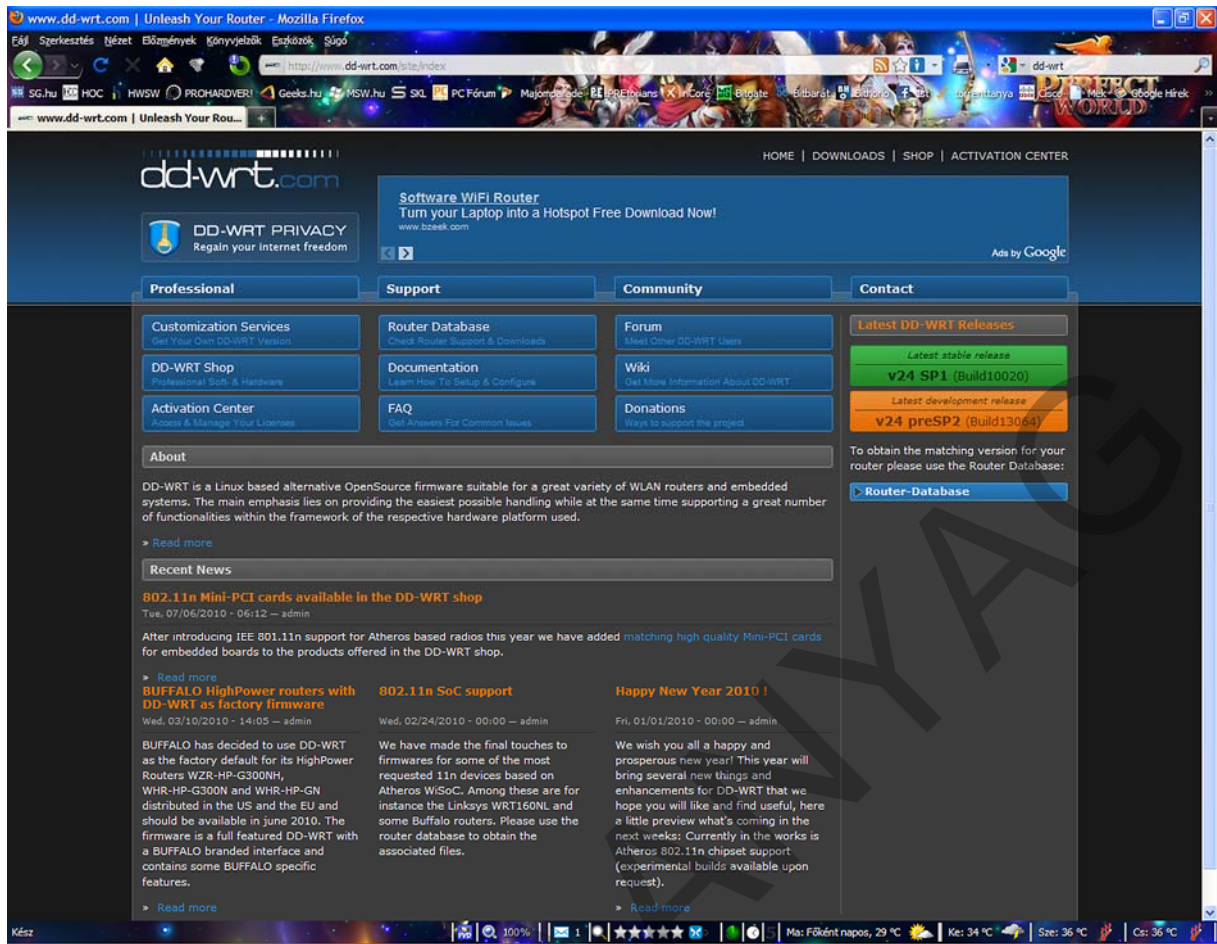 www.dd-wrt.com | Unleash Your Router - Mozilla Firefox
Fájl Szerkesztés Nézet Előzmények Könyvjelzők Eszközök Súgó
http://www.dd-wrt.com/site/index
dd-wrt
SG.hu HOC HWSW PROHARDVER! Geeks.hu MSW.hu SKL PC Fórum Majomparádé PREtorians nCore Bitgate Bitbarát Bithorlo Ist torrenttanya Cisco Mek Google Hírek »
PERFECT WORLD
www.dd-wrt.com | Unleash Your Rou...
HOME | DOWNLOADS | SHOP | ACTIVATION CENTER
dd-wrt.com
Software WiFi Router
Turn your Laptop into a Hotspot Free Download Now!
www.bzeek.com
Ads by Google
DD-WRT PRIVACY
Regain your internet freedom
Professional Support Community Contact
Customization Services
Get Your Own DD-WRT Version
DD-WRT Shop
Professional Soft- & Hardware
Activation Center
Access & Manage Your Licenses
Router Database
Check Router Support & Downloads
Documentation
Learn How To Setup & Configure
FAQ
Get Answers For Common Issues
Forum
Meet Other DD-WRT Users
Wiki
Get More Information About DD-WRT
Donations
Ways to support the project
Latest DD-WRT Releases
Latest stable release
v24 SP1 (Build10020)
Latest development release
v24 preSP2 (Build13064)
To obtain the matching version for your
router please use the Router Database:
Router-Database
About
DD-WRT is a Linux based alternative OpenSource firmware suitable for a great variety of WLAN routers and embedded
systems. The main emphasis lies on providing the easiest possible handling while at the same time supporting a great number
of functionalities within the framework of the respective hardware platform used.
» Read more
Recent News
802.11n Mini-PCI cards available in the DD-WRT shop
Tue, 07/06/2010 - 06:12 — admin
After introducing IEE 801.11n support for Atheros based radios this year we have added matching high quality Mini-PCI cards
for embedded boards to the products offered in the DD-WRT shop.
» Read more
BUFFALO HighPower routers with
DD-WRT as factory firmware
Wed, 03/10/2010 - 14:05 — admin
BUFFALO has decided to use DD-WRT
as the factory default for its HighPower
Routers WZR-HP-G300NH,
WHR-HP-G300N and WHR-HP-GN
distributed in the US and the EU and
should be available in june 2010. The
firmware is a full featured DD-WRT with
a BUFFALO branded interface and
contains some BUFFALO specific
features.
» Read more
802.11n SoC support
Wed, 02/24/2010 - 00:00 — admin
We have made the final touches to
firmwares for some of the most
requested 11n devices based on
Atheros WiSoC. Among these are for
instance the Linksys WRT160NL and
some Buffalo routers. Please use the
router database to obtain the
associated files.
Happy New Year 2010 !
Fri, 01/01/2010 - 00:00 — admin
We wish you all a happy and
prosperous new year! This year will
bring several new things and
enhancements for DD-WRT that we
hope you will like and find useful, here
a little preview what's coming in the
next weeks: Currently in the works is
Atheros 802.11n chipset support
(experimental builds available upon
request).
» Read more
ANYAG
Kész 100% 1 Ma: Főként napos, 29 °C Ke: 34 °C Sze: 36 °C Cs: 36 °C